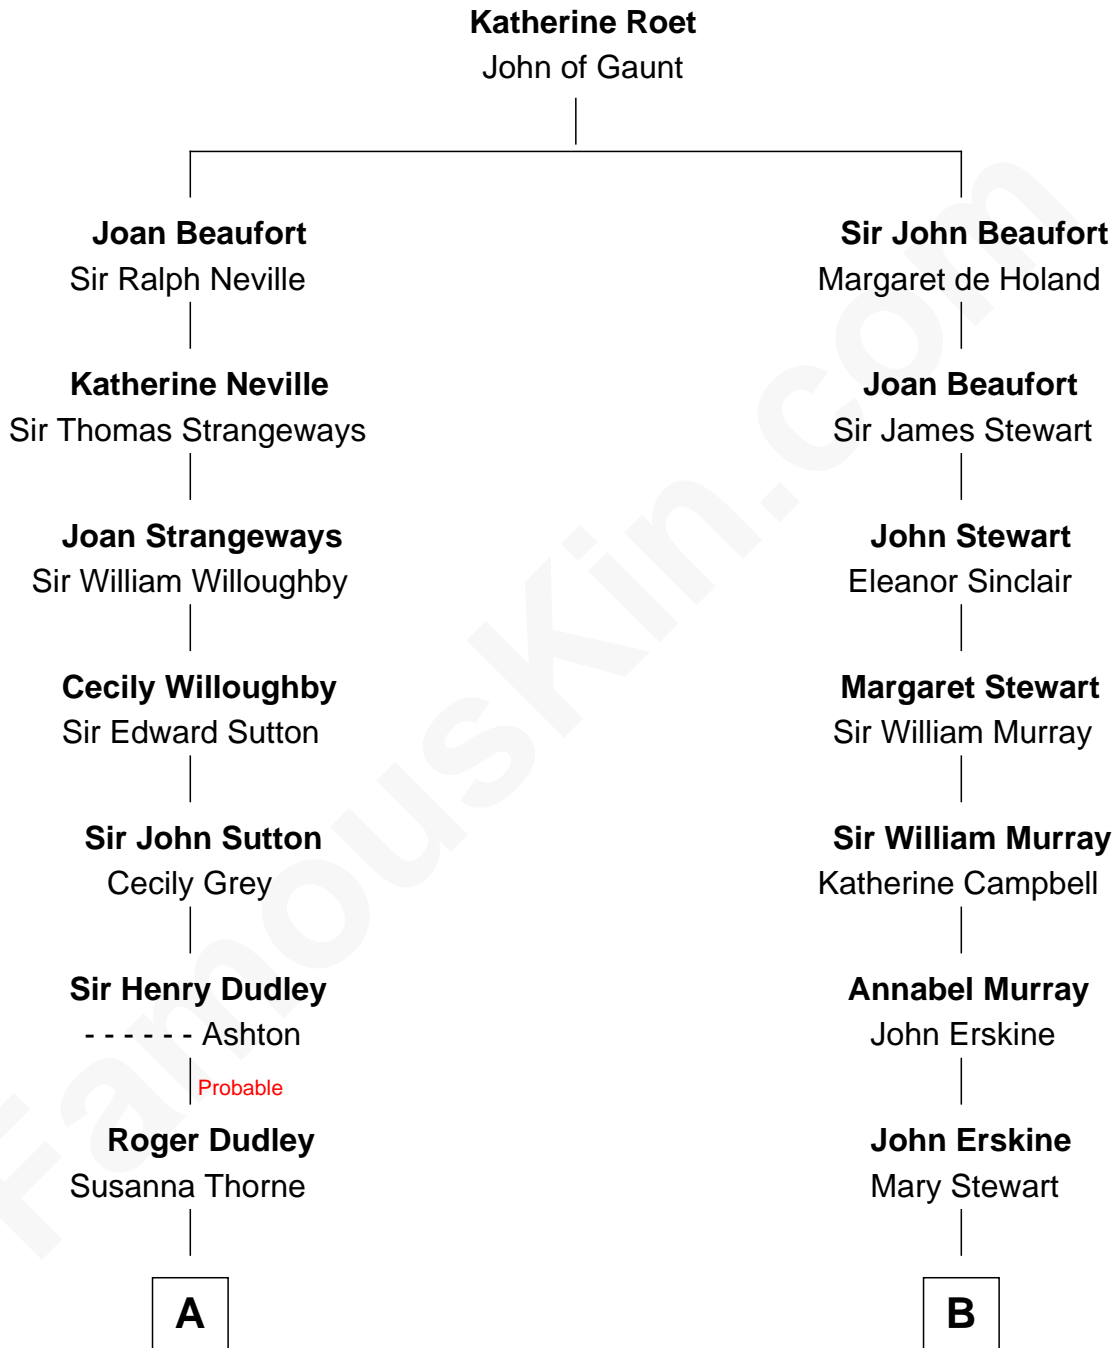 Katherine Roet
John of Gaunt
Joan Beaufort
Sir Ralph Neville
Sir John Beaufort
Margaret de Holand
Katherine Neville
Sir Thomas Strangeways
Joan Beaufort
Sir James Stewart
Joan Strangeways
Sir William Willoughby
John Stewart
Eleanor Sinclair
Cecily Willoughby
Sir Edward Sutton
Margaret Stewart
Sir William Murray
Sir John Sutton
Cecily Grey
Sir William Murray
Katherine Campbell
Sir Henry Dudley
- - - - - - Ashton
Annabel Murray
John Erskine
Probable
Roger Dudley
Susanna Thorne
John Erskine
Mary Stewart
A
B
FamousKin.com